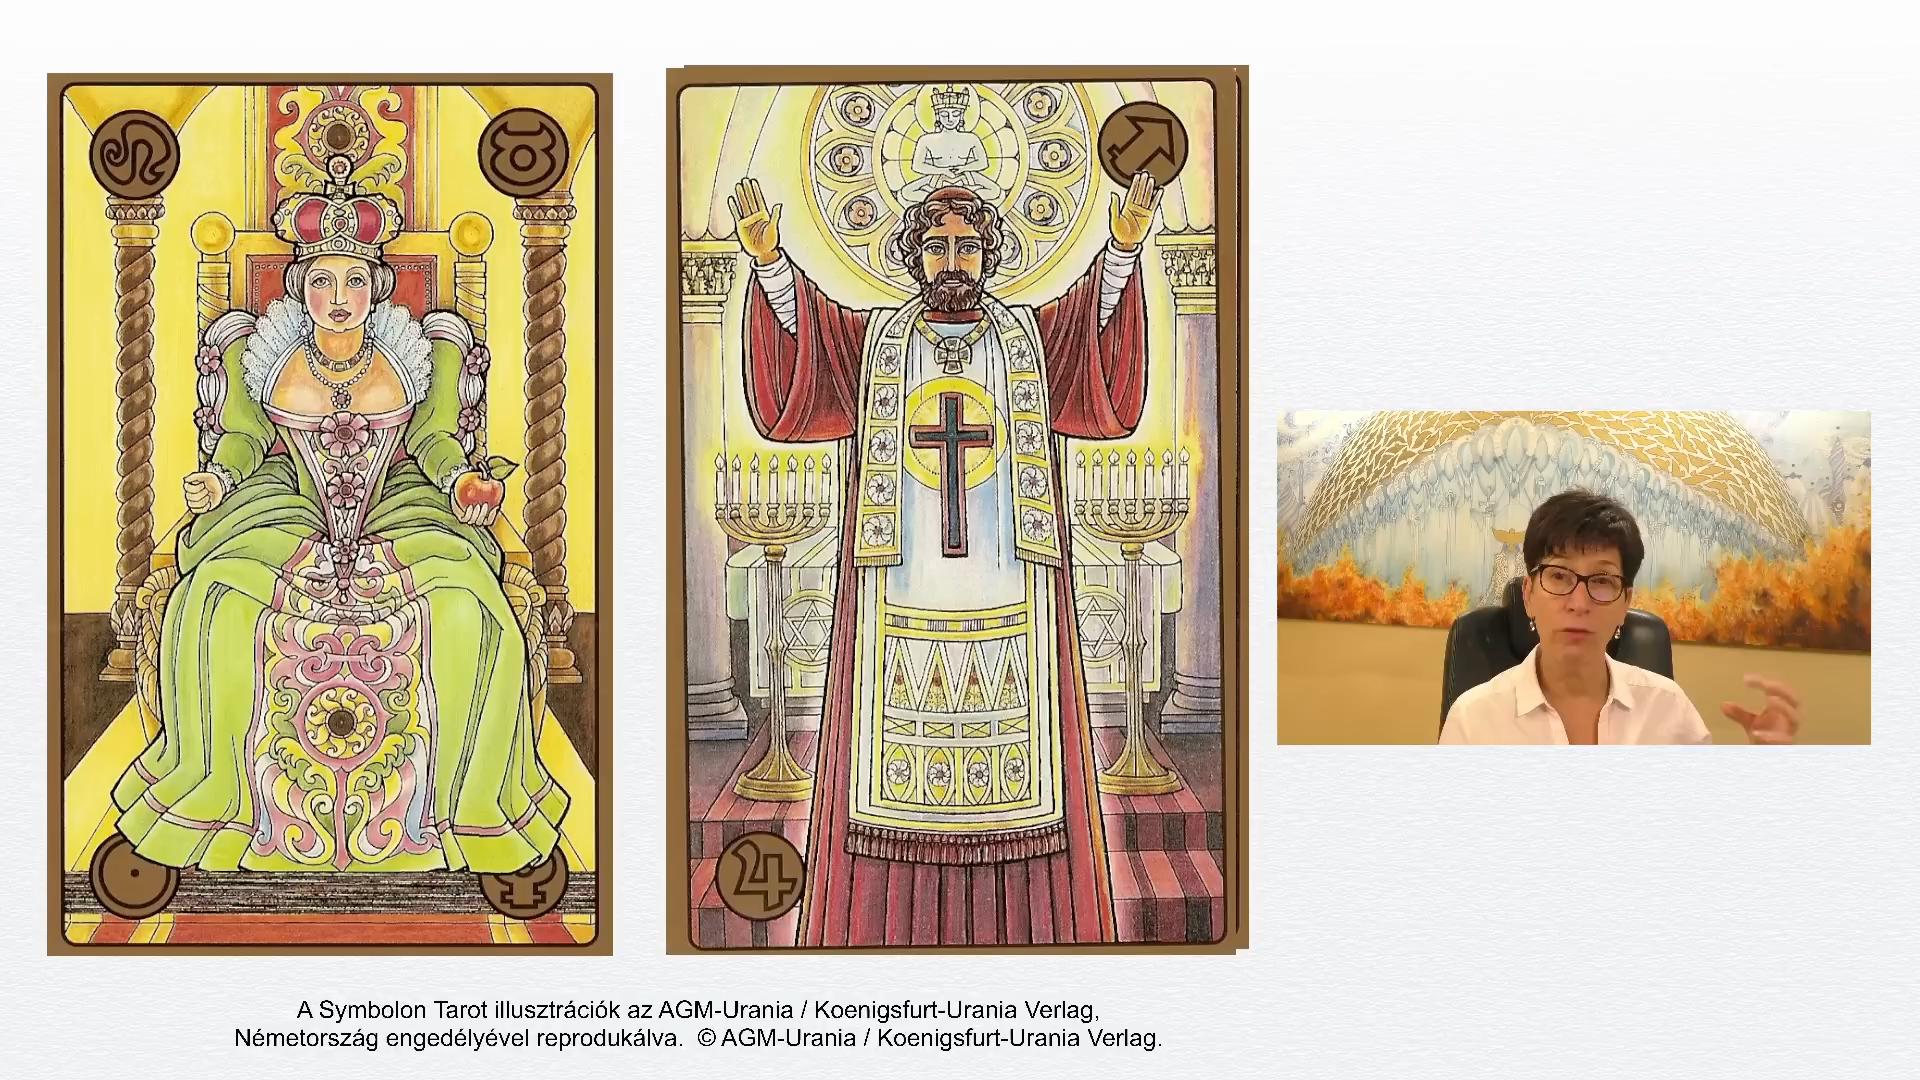 A Symbolon Tarot illusztrációk az AGM-Urania / Koenigsfurt-Urania Verlag,
Németország engedélyével reprodukálva.  © AGM-Urania / Koenigsfurt-Urania Verlag.